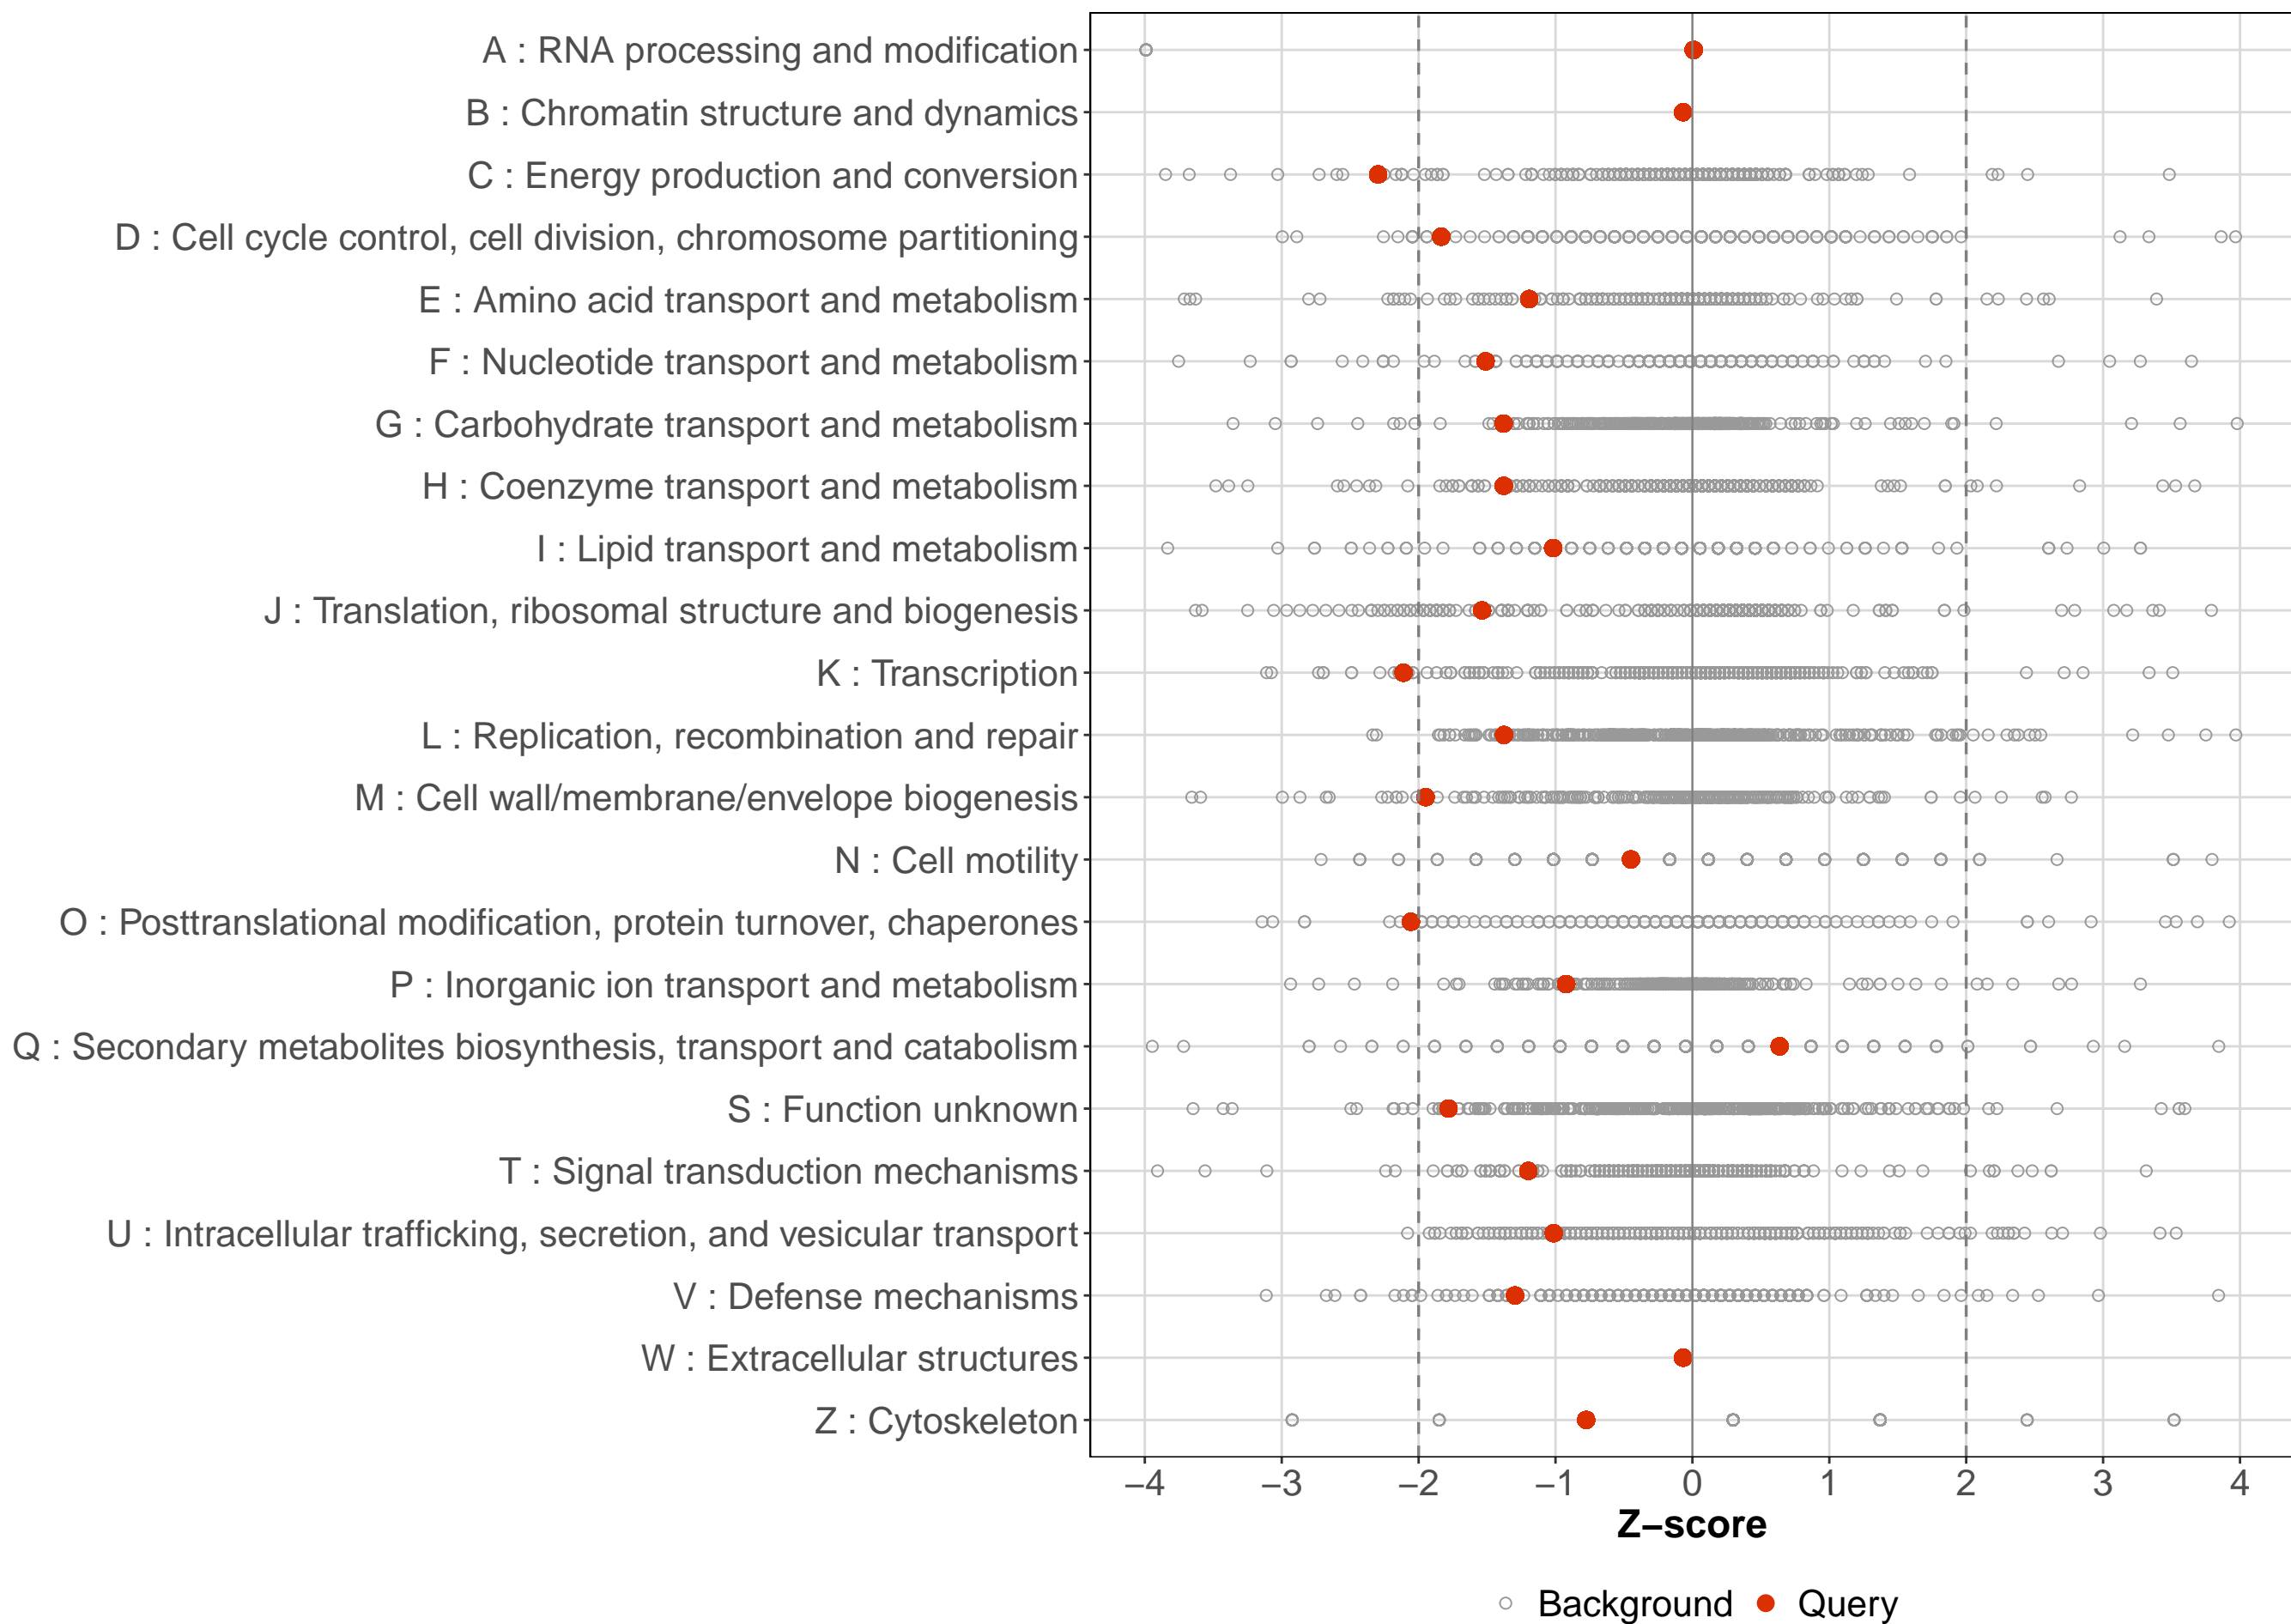 A : RNA processing and modification
B : Chromatin structure and dynamics
C : Energy production and conversion
D : Cell cycle control, cell division, chromosome partitioning
E : Amino acid transport and metabolism
F : Nucleotide transport and metabolism
G : Carbohydrate transport and metabolism
H : Coenzyme transport and metabolism
I : Lipid transport and metabolism
J : Translation, ribosomal structure and biogenesis
K : Transcription
L : Replication, recombination and repair
M : Cell wall/membrane/envelope biogenesis
N : Cell motility
O : Posttranslational modification, protein turnover, chaperones
P : Inorganic ion transport and metabolism
Q : Secondary metabolites biosynthesis, transport and catabolism
S : Function unknown
T : Signal transduction mechanisms
U : Intracellular trafficking, secretion, and vesicular transport
V : Defense mechanisms
W : Extracellular structures
Z : Cytoskeleton
−4 −3 −2 −1 0 1 2 3 4
Z−score
Background Query